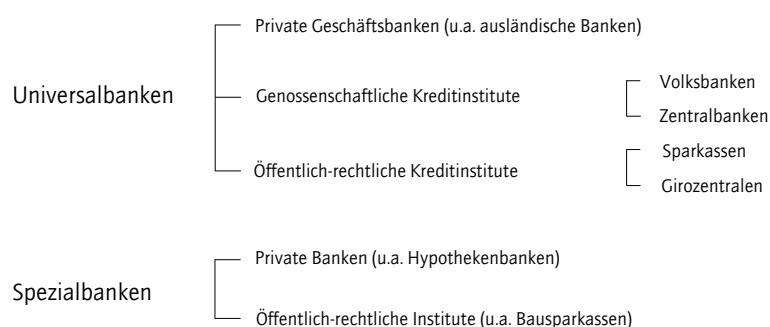 Universalbanken
Private Geschäftsbanken (u.a. ausländische Banken)
Genossenschaftliche Kreditinstitute
Volksbanken
Zentralbanken
Öffentlich-rechtliche Kreditinstitute
Sparkassen
Girozentralen
Spezialbanken
Private Banken (u.a. Hypothekenbanken)
Öffentlich-rechtliche Institute (u.a. Bausparkassen)